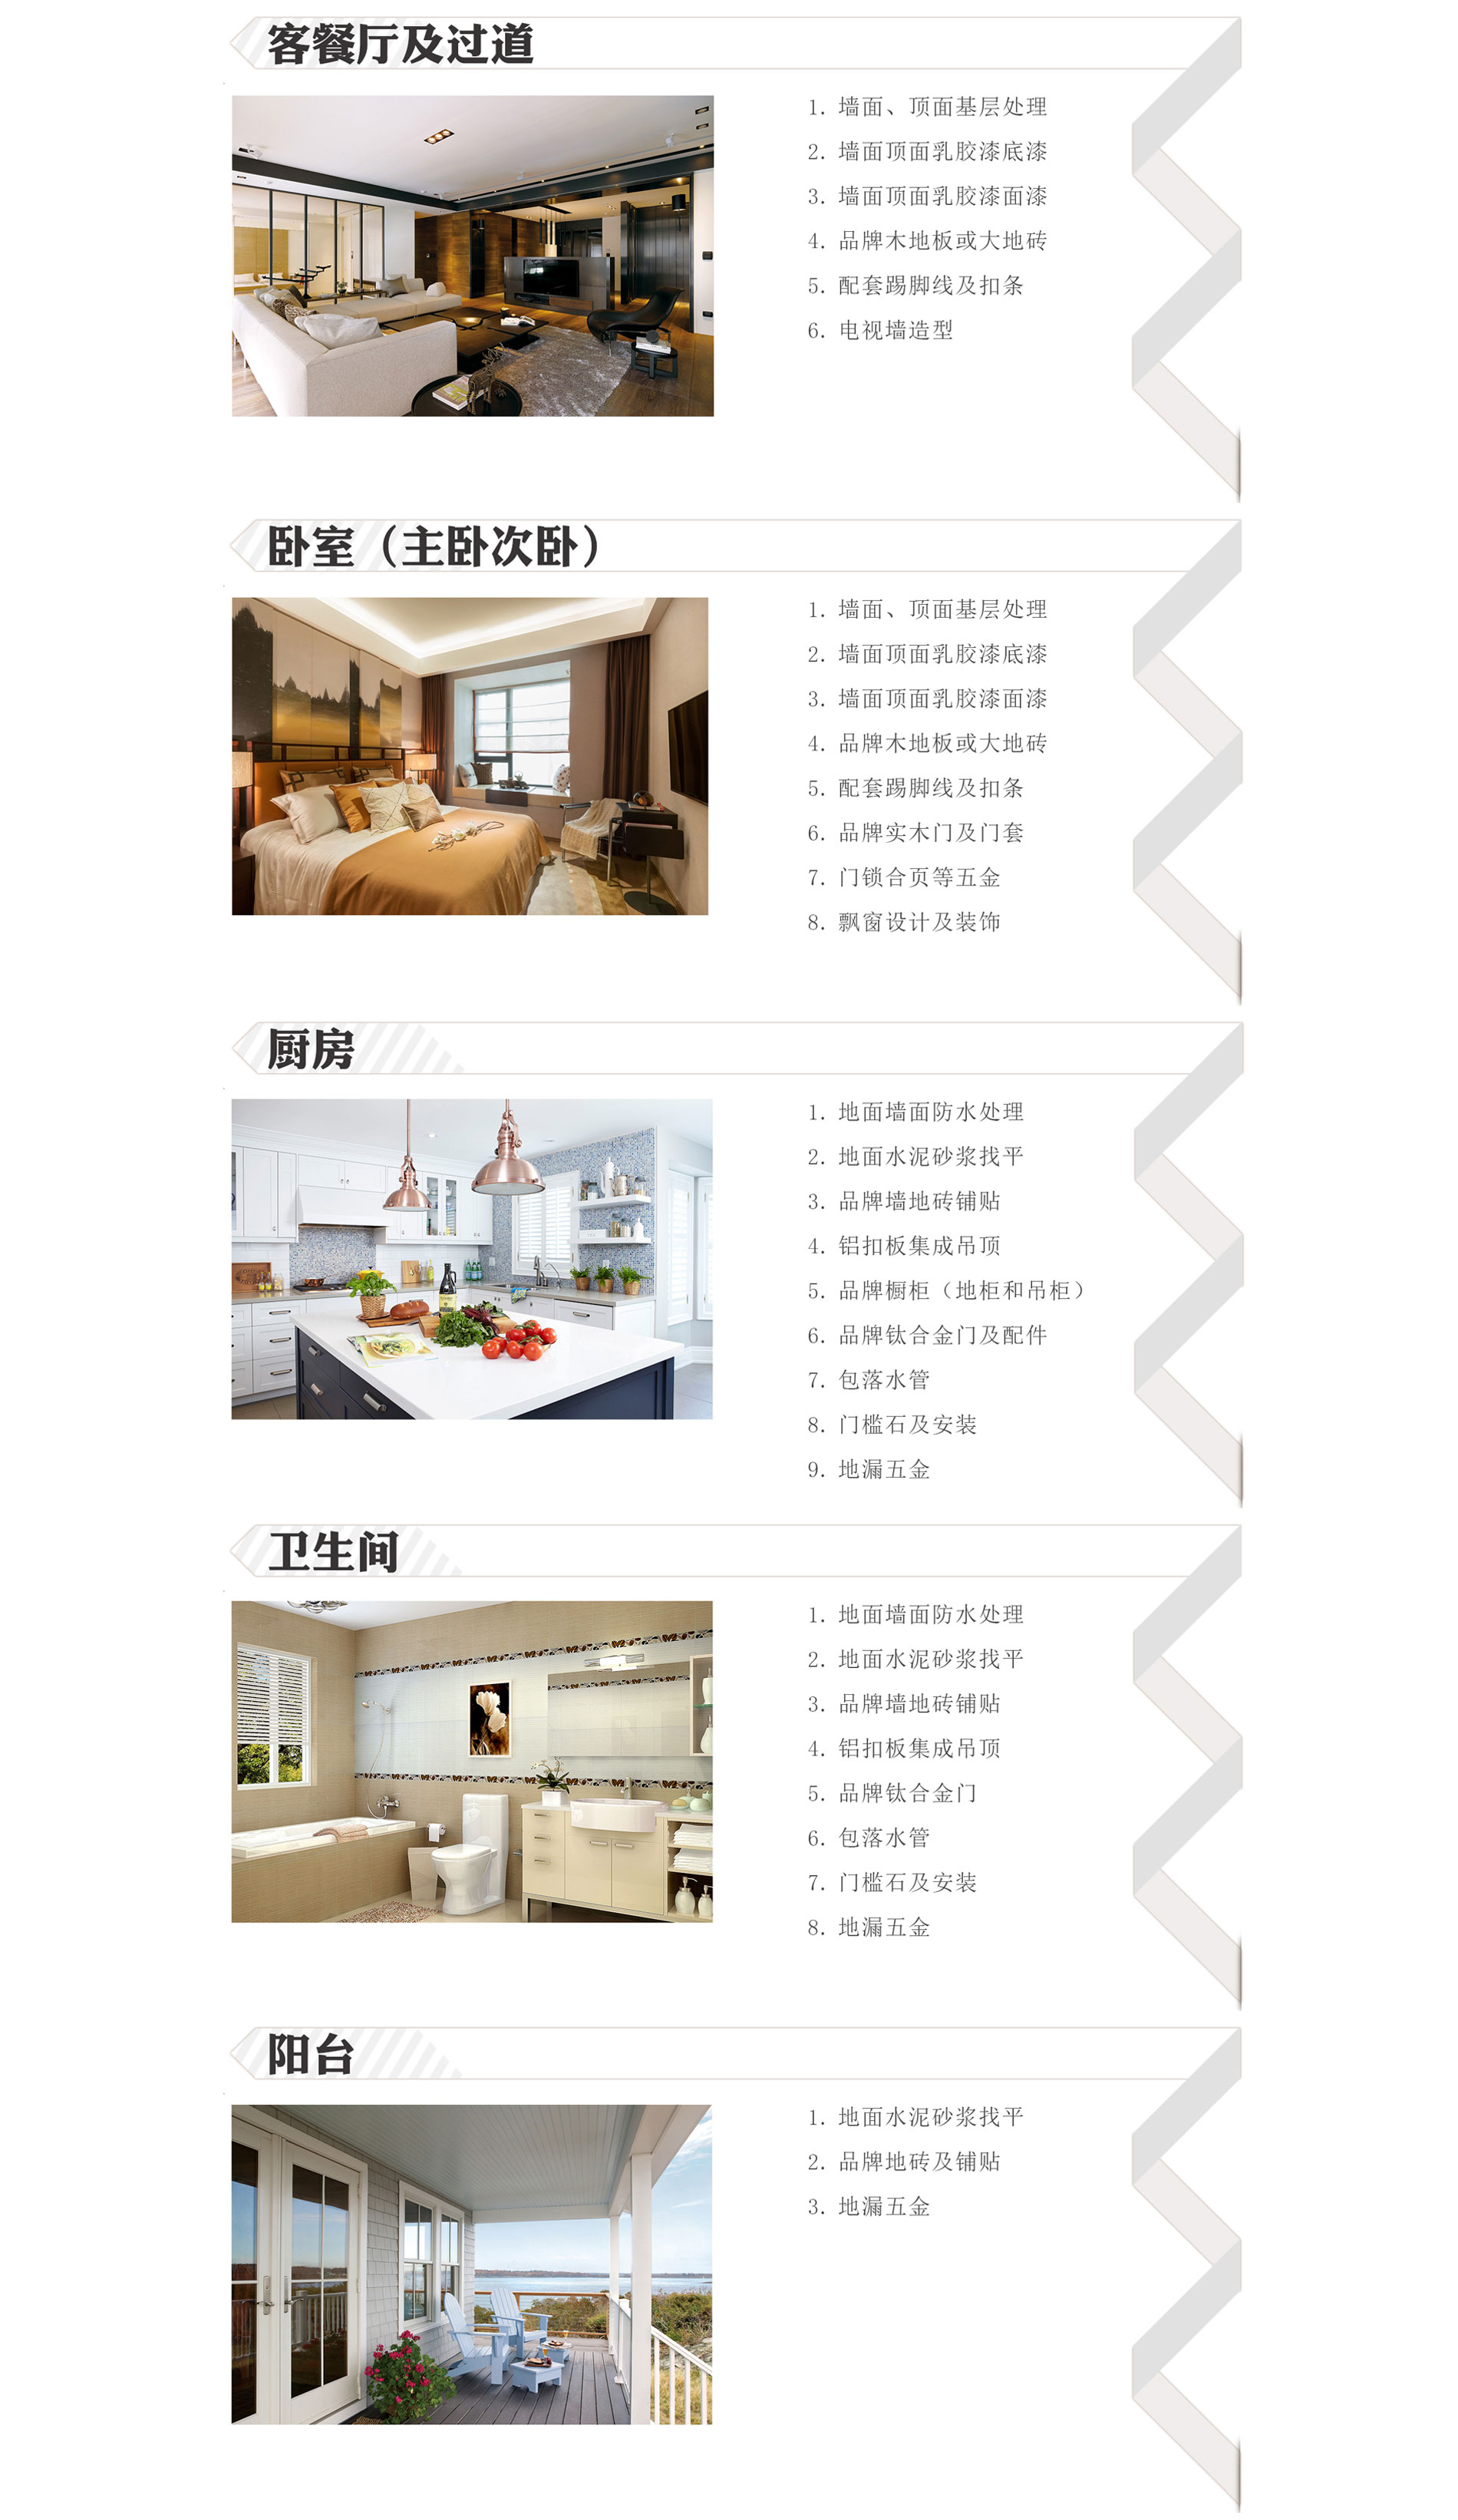 客餐厅及过道
1. 墙面、顶面基层处理
2. 墙面顶面乳胶漆底漆
3. 墙面顶面乳胶漆面漆
4. 品牌木地板或大地砖
5. 配套踢脚线及扣条
6. 电视墙造型
卧室（主卧次卧）
1. 墙面、顶面基层处理
2. 墙面顶面乳胶漆底漆
3. 墙面顶面乳胶漆面漆
4. 品牌木地板或大地砖
5. 配套踢脚线及扣条
6. 品牌实木门及门套
7. 门锁合页等五金
8. 飘窗设计及装饰
厨房
1. 地面墙面防水处理
2. 地面水泥砂浆找平
3. 品牌墙地砖铺贴
4. 铝扣板集成吊顶
5. 品牌橱柜（地柜和吊柜）
6. 品牌钛合金门及配件
7. 包落水管
8. 门槛石及安装
9. 地漏五金
卫生间
1. 地面墙面防水处理
2. 地面水泥砂浆找平
3. 品牌墙地砖铺贴
4. 铝扣板集成吊顶
5. 品牌钛合金门
6. 包落水管
7. 门槛石及安装
8. 地漏五金
阳台
1. 地面水泥砂浆找平
2. 品牌地砖及铺贴
3. 地漏五金